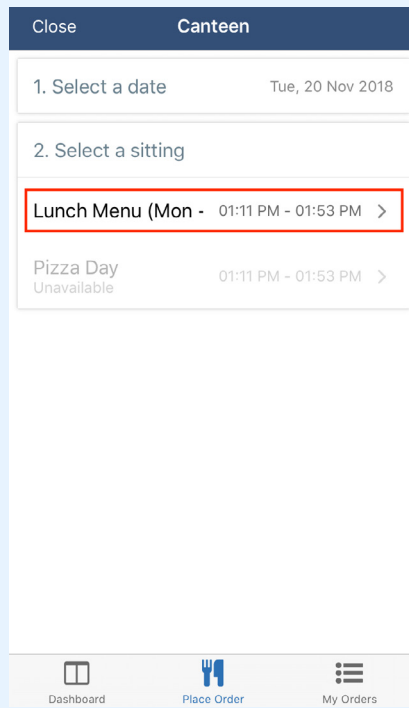 Close Canteen
1. Select a date Tue, 20 Nov 2018
2. Select a sitting
Lunch Menu (Mon - 01:11 PM - 01:53 PM
Pizza Day 01:11 PM - 01:53 PM
Unavailable
Dashboard Place Order My Orders